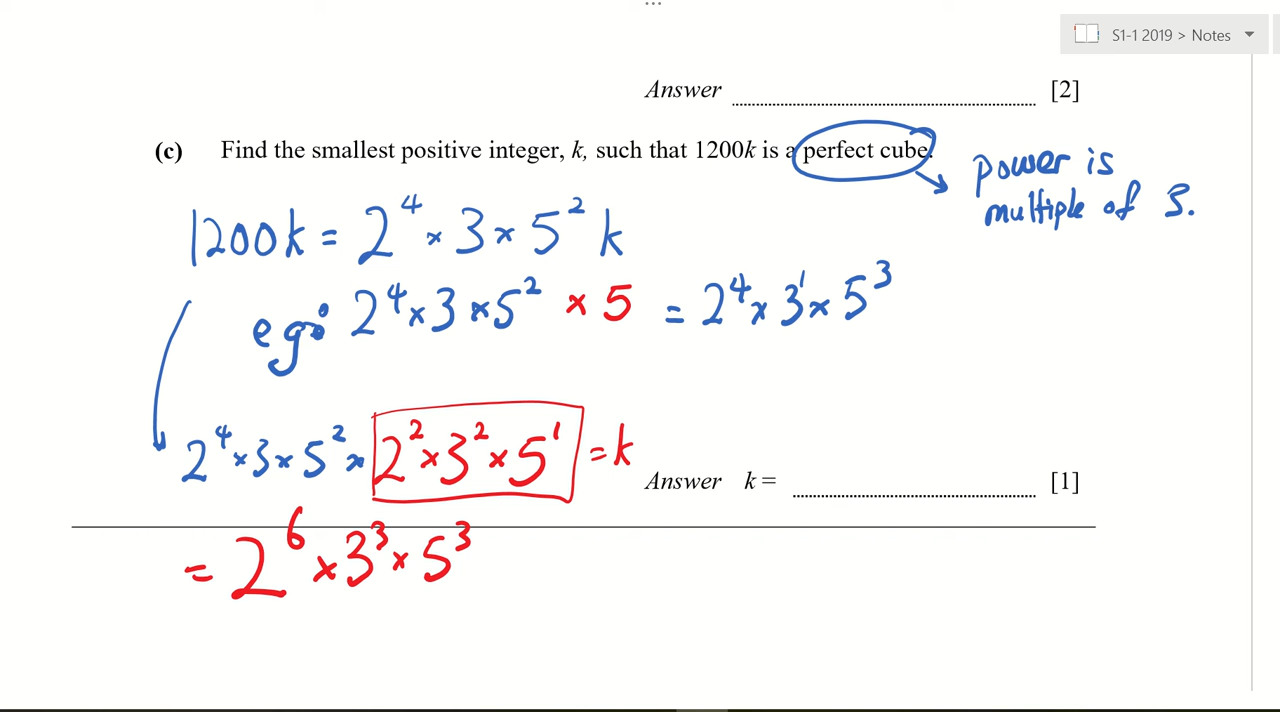 S1-1 2019 > Notes
Answer ........................ [2]
(c) Find the smallest positive integer, k, such that 1200k is a perfect cube.
power is
multiple of 3.
1200k = 2⁴ × 3 × 5² k
eg: 2⁴ × 3 × 5² × 5 = 2⁴ × 3¹ × 5³
2⁴ × 3 × 5² × 2² × 3² × 5¹ = k
Answer k = ........................ [1]
= 2⁶ × 3³ × 5³